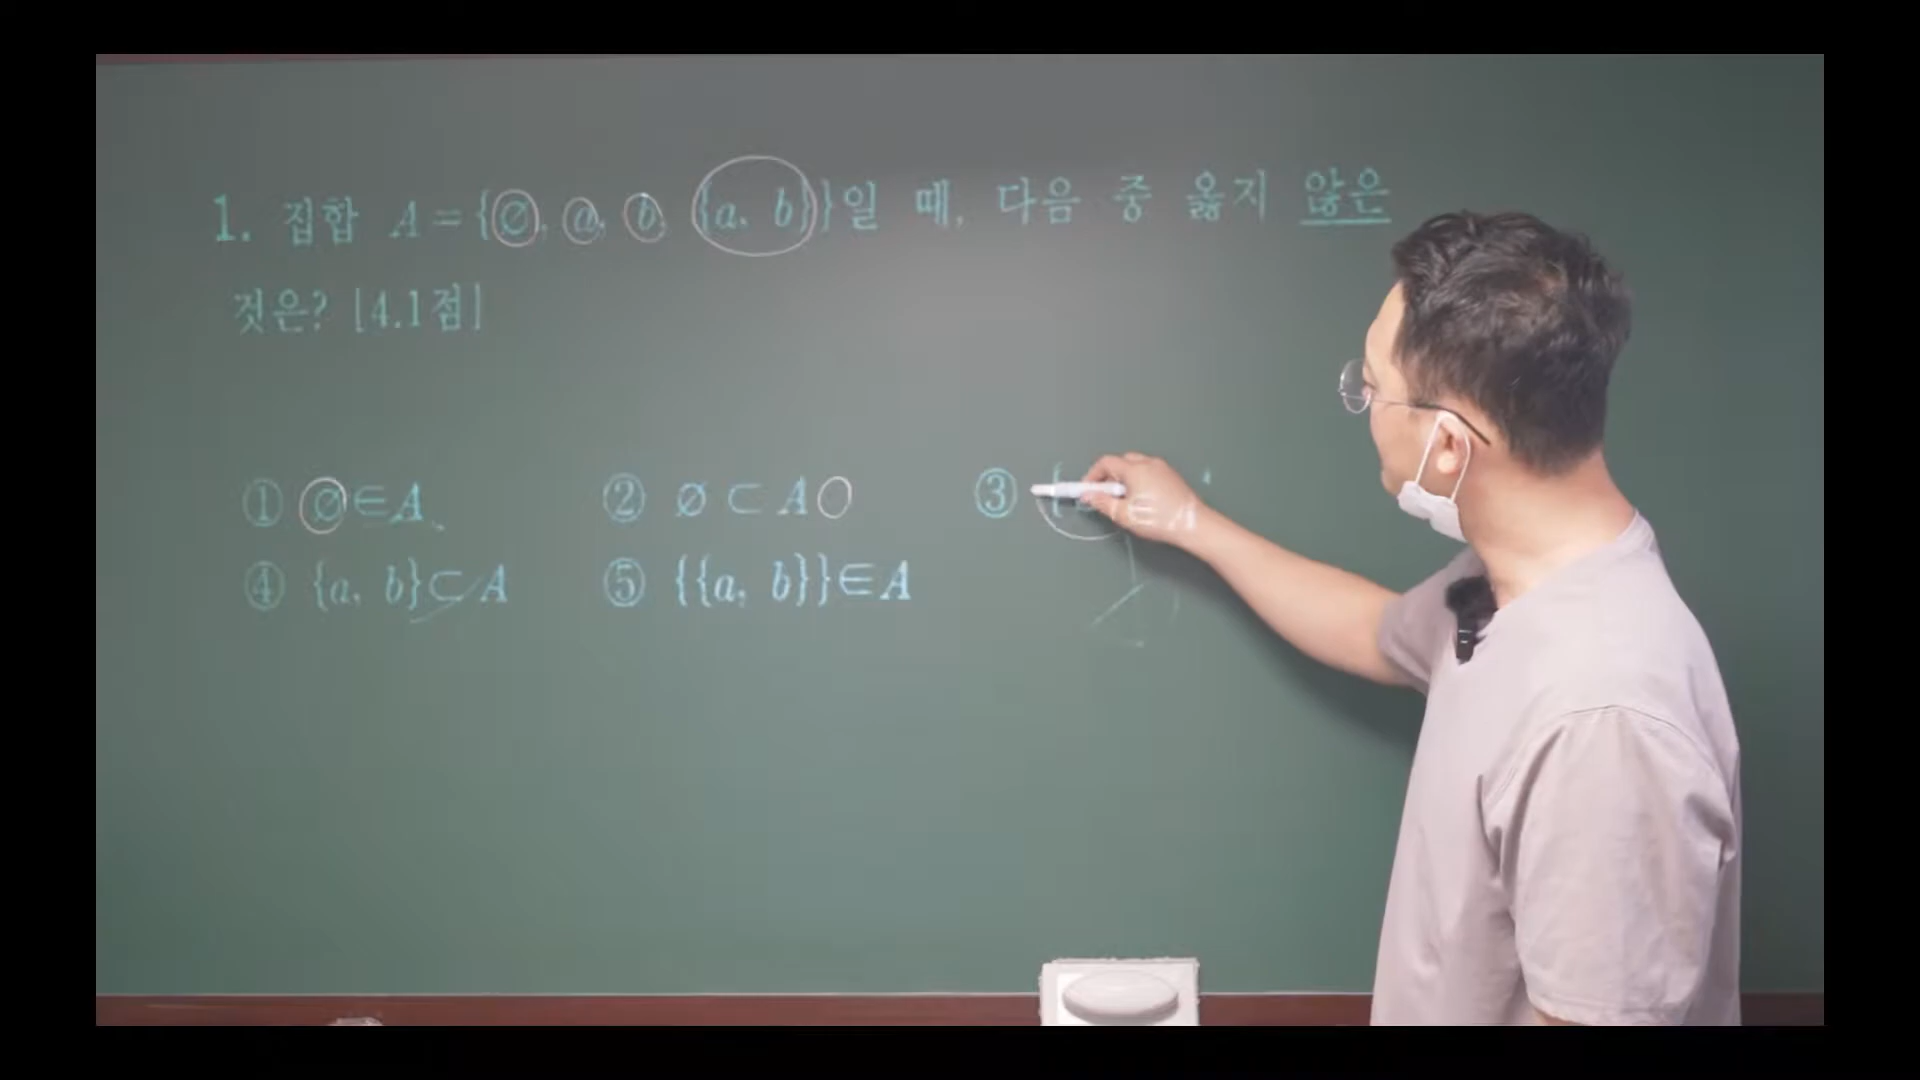 1. 집합 A={∅, a, b, {a, b}}일 때, 다음 중 옳지 않은
것은? [4.1점]
① ∅∈A ② ∅⊂A ③
④ {a, b}⊂A ⑤ {{a, b}}∈A